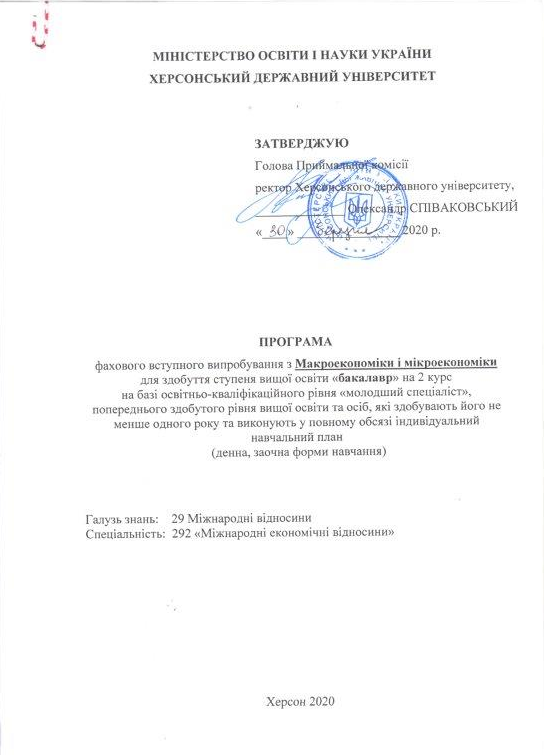 МІНІСТЕРСТВО ОСВІТИ І НАУКИ УКРАЇНИ
ХЕРСОНСЬКИЙ ДЕРЖАВНИЙ УНІВЕРСИТЕТ
ЗАТВЕРДЖУЮ
Голова Приймальної комісії
ректор Херсонського державного університету,
Олександр СПІВАКОВСЬКИЙ
« 30 » березня 2020 р.
ПРОГРАМА
фахового вступного випробування з Макроекономіки і мікроекономіки
для здобуття ступеня вищої освіти «бакалавр» на 2 курс
на базі освітньо-кваліфікаційного рівня «молодший спеціаліст»,
попереднього здобутого рівня вищої освіти та осіб, які здобувають його не
менше одного року та виконують у повному обсязі індивідуальний
навчальний план
(денна, заочна форми навчання)
Галузь знань: 29 Міжнародні відносини
Спеціальність: 292 «Міжнародні економічні відносини»
Херсон 2020